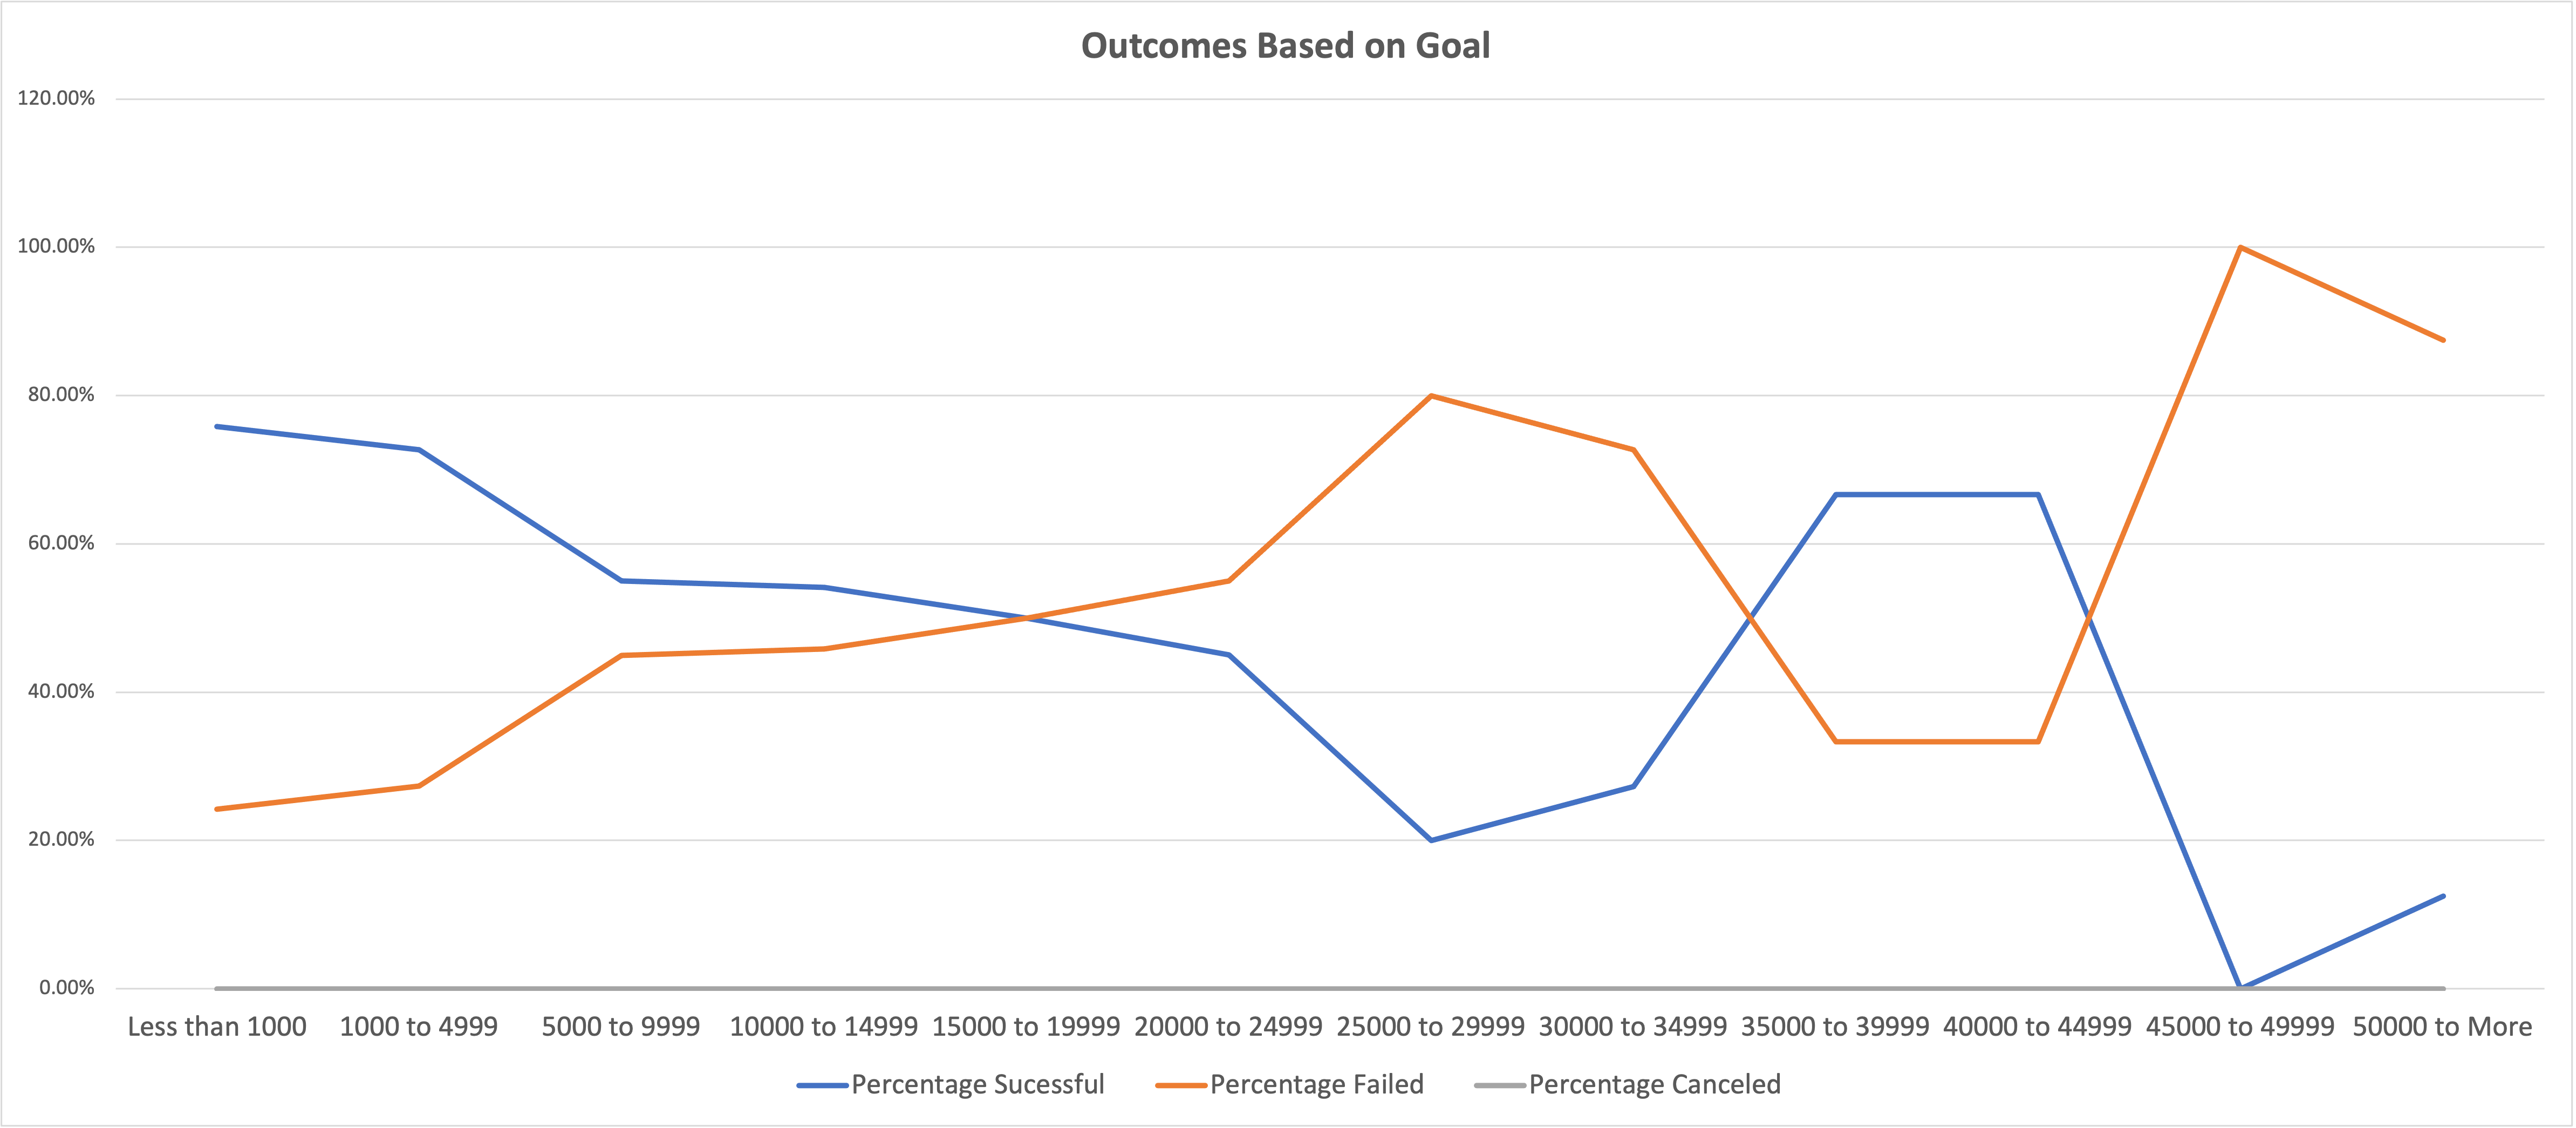 Outcomes Based on Goal
120.00%
100.00%
80.00%
60.00%
40.00%
20.00%
0.00%
Less than 1000 1000 to 4999 5000 to 9999 10000 to 14999 15000 to 19999 20000 to 24999 25000 to 29999 30000 to 34999 35000 to 39999 40000 to 44999 45000 to 49999 50000 to More
Percentage Sucessful Percentage Failed Percentage Canceled